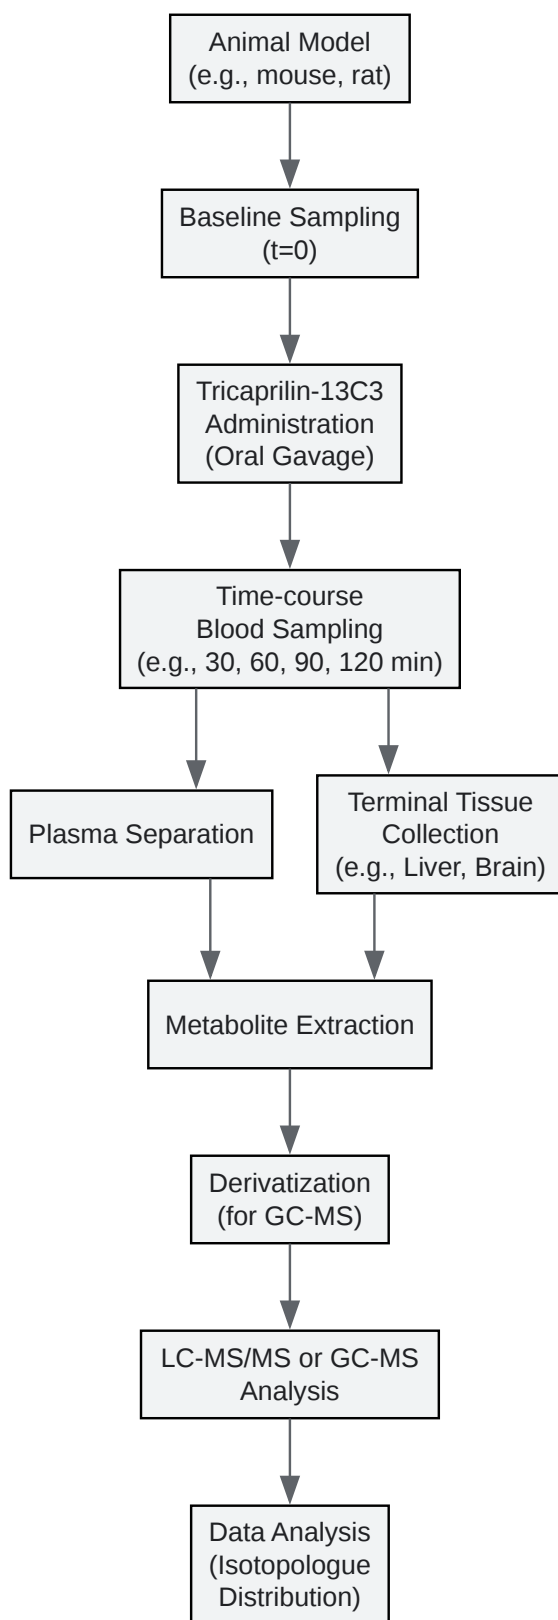 Animal Model
(e.g., mouse, rat)
Baseline Sampling
(t=0)
Tricaprilin-13C3
Administration
(Oral Gavage)
Time-course
Blood Sampling
(e.g., 30, 60, 90, 120 min)
Plasma Separation
Terminal Tissue
Collection
(e.g., Liver, Brain)
Metabolite Extraction
Derivatization
(for GC-MS)
LC-MS/MS or GC-MS
Analysis
Data Analysis
(Isotopologue
Distribution)